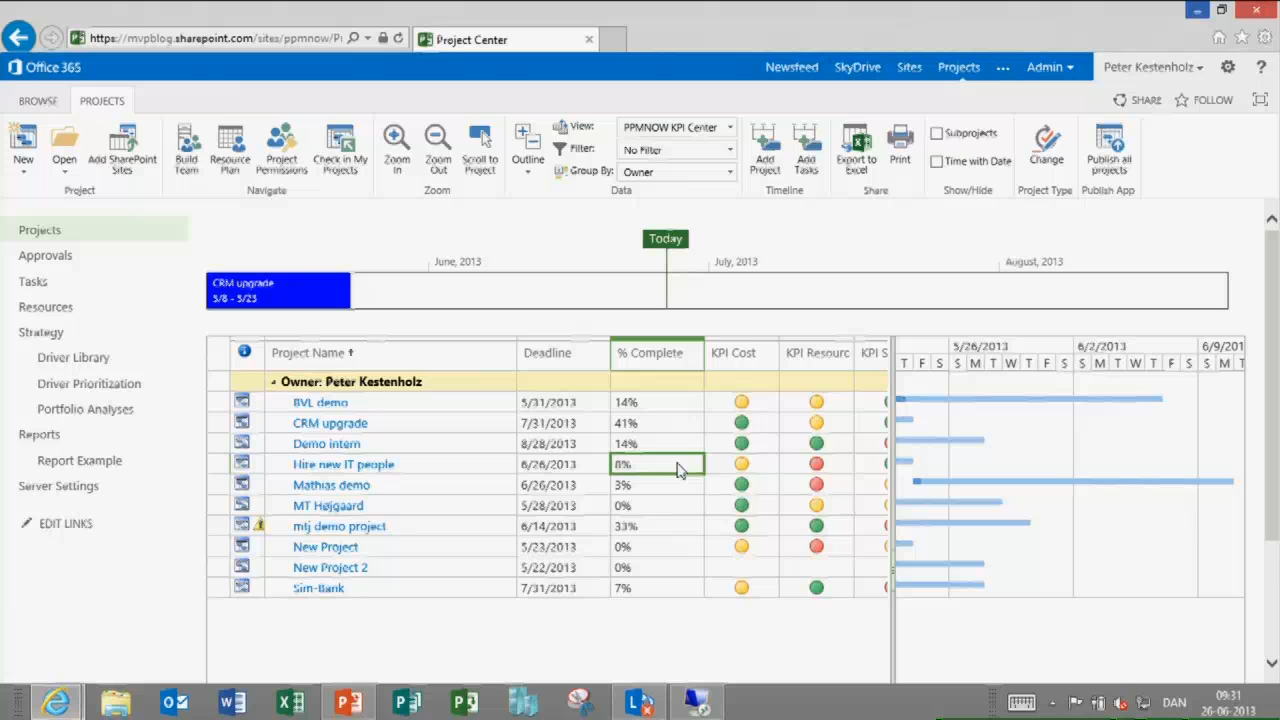 https://mvpblog.sharepoint.com/sites/ppmnow/P
Project Center
Office 365
Newsfeed SkyDrive Sites Projects ... Admin
Peter Kestenholz
?
BROWSE PROJECTS
SHARE FOLLOW
New
Open
Add SharePoint Sites
Project
Build Team
Resource Plan
Project Permissions
Check in My Projects
Navigate
Zoom In
Zoom Out
Scroll to Project
Zoom
Outline
View: PPMNOW KPI Center
Filter: No Filter
Group By: Owner
Data
Add Project
Add Tasks
Timeline
Export to Excel
Print
Share
Subprojects
Time with Date
Show/Hide
Change
Project Type
Publish all projects
Publish App
Projects
Approvals
Tasks
Resources
Strategy
Driver Library
Driver Prioritization
Portfolio Analyses
Reports
Report Example
Server Settings
EDIT LINKS
Today
June, 2013 July, 2013 August, 2013
CRM upgrade
5/8 - 5/23
Project Name Deadline % Complete KPI Cost KPI Resourc KPI S
5/26/2013 6/2/2013 6/9/201
T F S S M T W T F S S M T W T F S S M T
Owner: Peter Kestenholz
BVL demo 5/31/2013 14%
CRM upgrade 7/31/2013 41%
Demo intern 8/28/2013 14%
Hire new IT people 6/26/2013 8%
Mathias demo 6/26/2013 3%
MT Højgaard 5/28/2013 0%
mtj demo project 6/14/2013 33%
New Project 5/23/2013 0%
New Project 2 5/22/2013 0%
Sim-Bank 7/31/2013 7%
DAN
09:31
26-06-2013